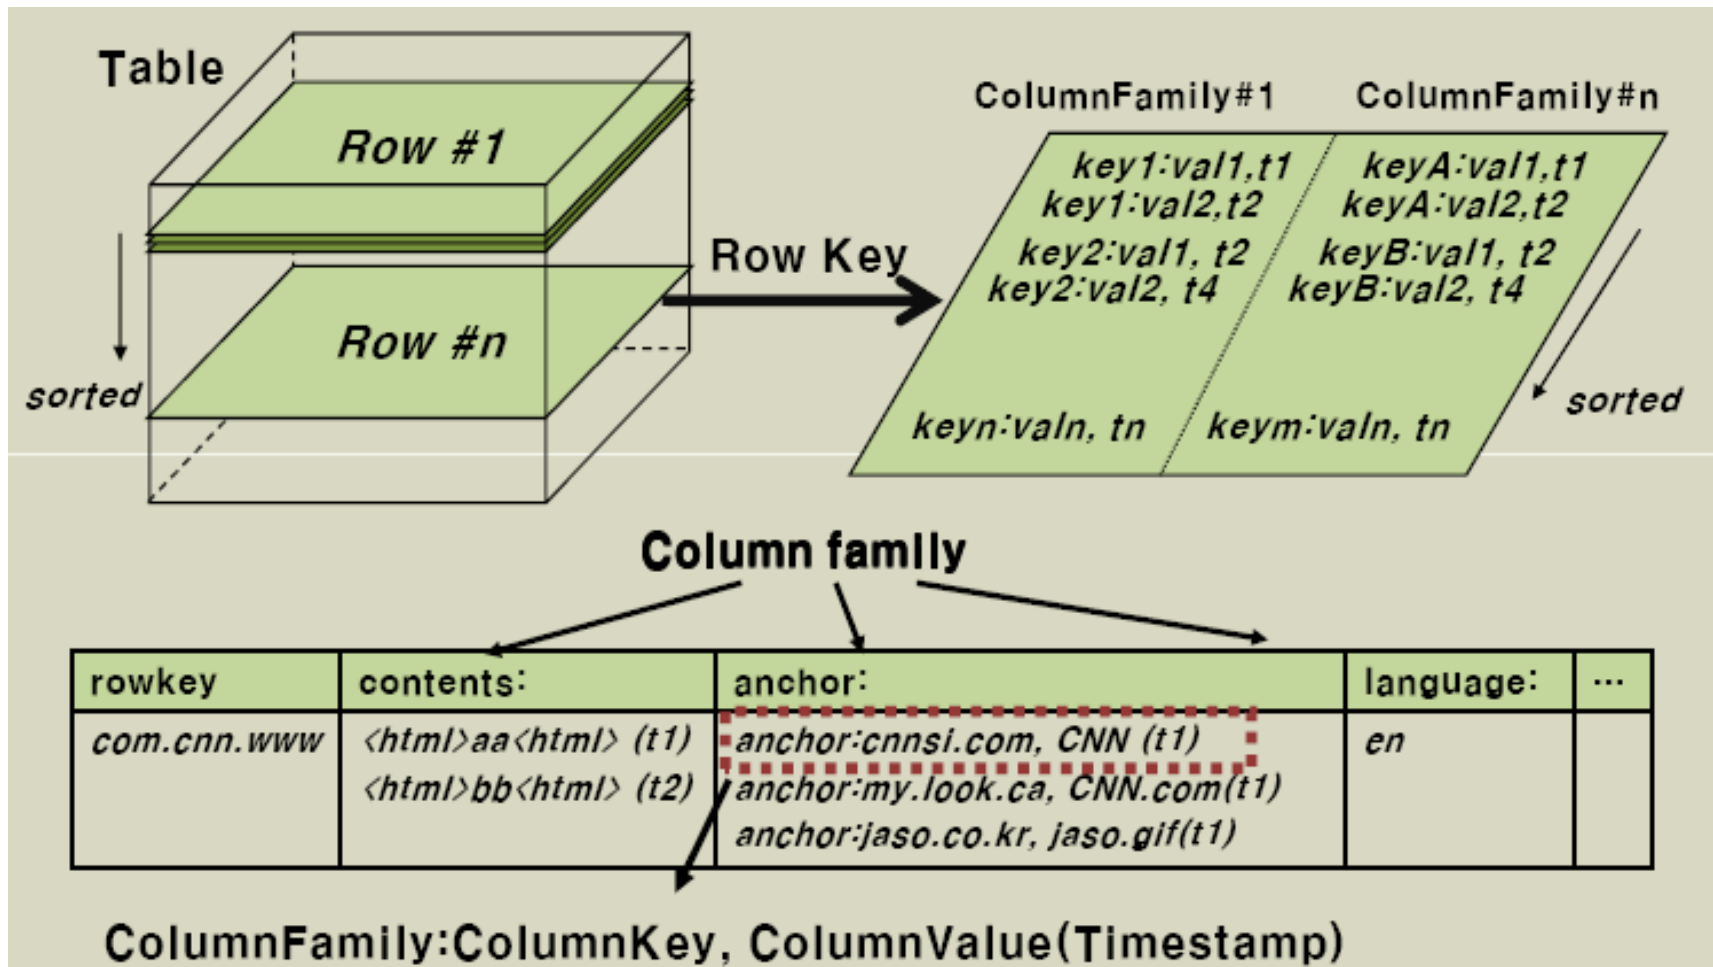 Table
Row #1
Row #n
sorted
Row Key
ColumnFamily#1 ColumnFamily#n
key1:val1,t1 keyA:val1,t1
key1:val2,t2 keyA:val2,t2
key2:val1, t2 keyB:val1, t2
key2:val2, t4 keyB:val2, t4
keyn:valn, tn keym:valn, tn
sorted
Column family
rowkey contents: anchor: language: ...
com.cnn.www <html>aa<html> (t1) anchor:cnnsi.com, CNN (t1) en
<html>bb<html> (t2) anchor:my.look.ca, CNN.com(t1)
anchor:jaso.co.kr, jaso.gif(t1)
ColumnFamily:ColumnKey, ColumnValue(Timestamp)